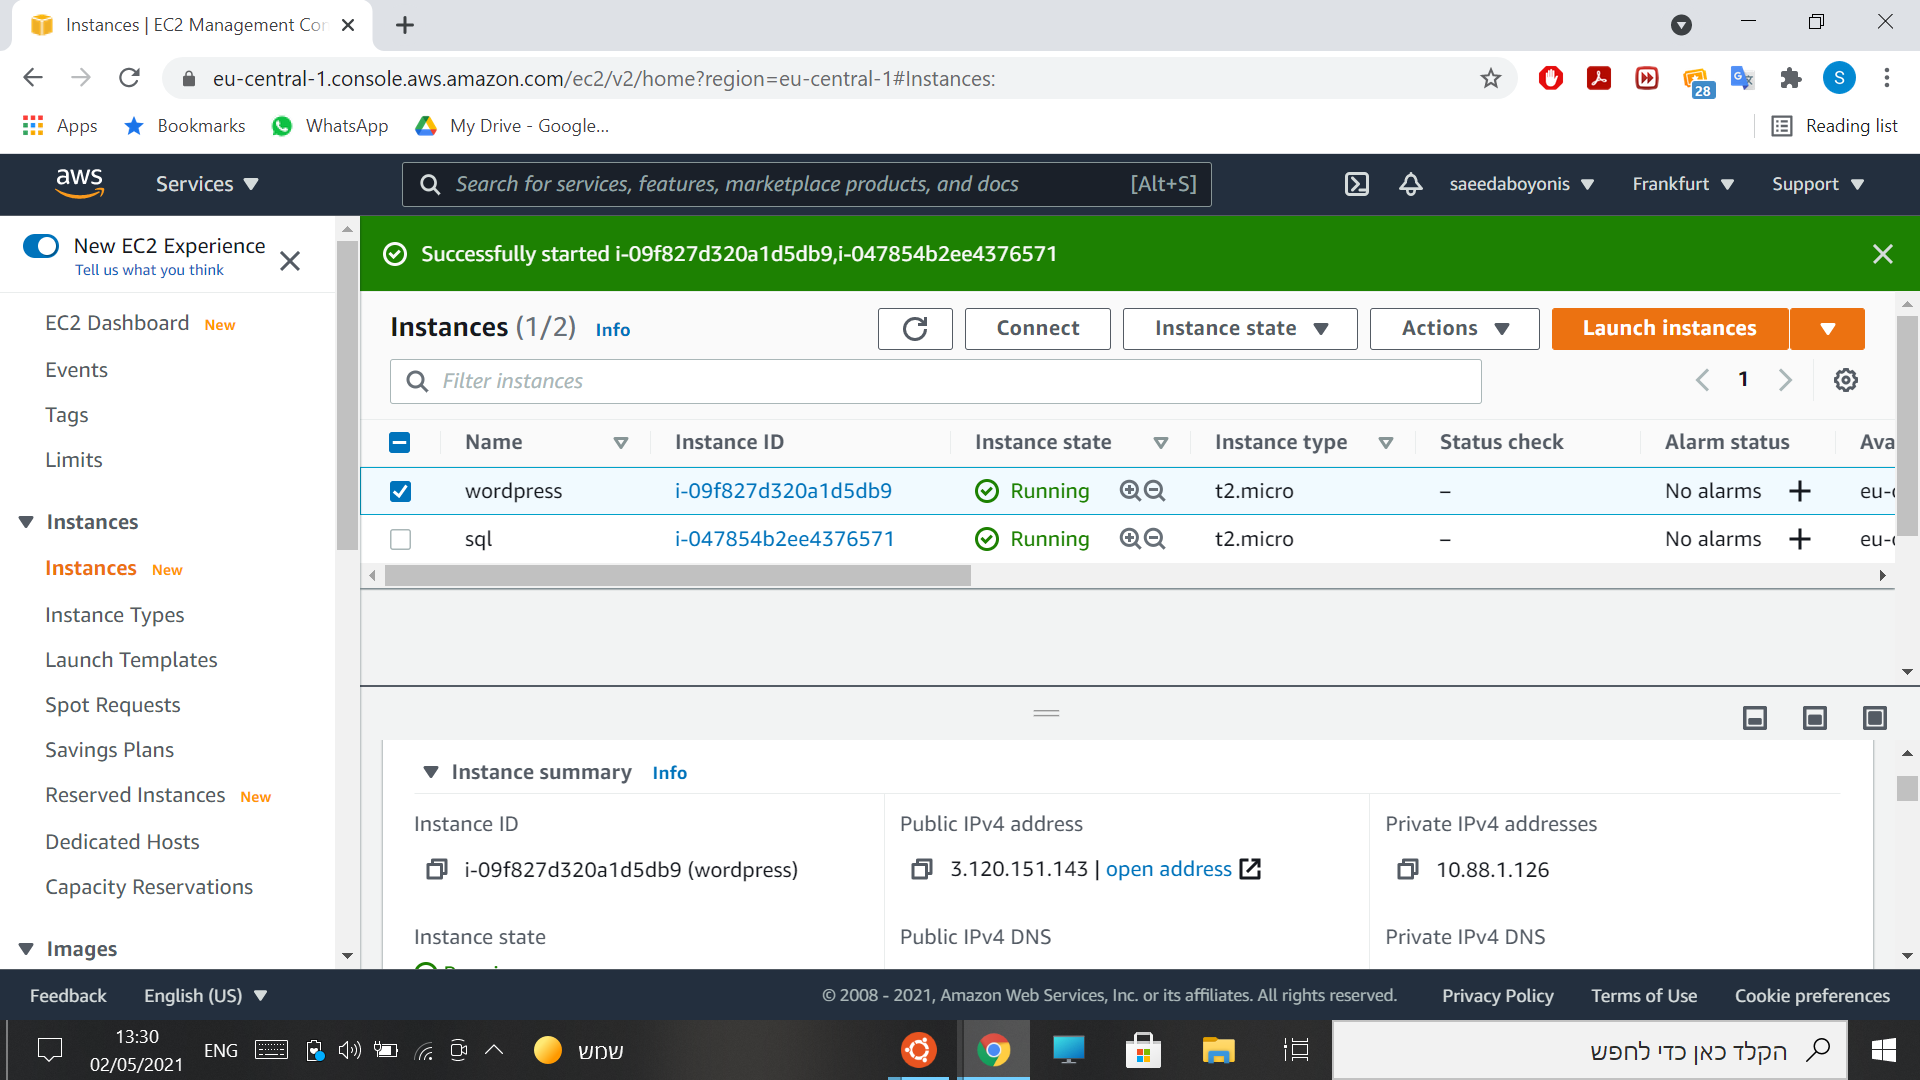 Instances | EC2 Management Con
eu-central-1.console.aws.amazon.com/ec2/v2/home?region=eu-central-1#Instances:
28
S
Apps
Bookmarks
WhatsApp
My Drive - Google...
Reading list
aws
Services
Search for services, features, marketplace products, and docs [Alt+S]
saeedaboyonis
Frankfurt
Support
New EC2 Experience
Tell us what you think
EC2 Dashboard New
Events
Tags
Limits
Instances
Instances New
Instance Types
Launch Templates
Spot Requests
Savings Plans
Reserved Instances New
Dedicated Hosts
Capacity Reservations
Images
Successfully started i-09f827d320a1d5db9,i-047854b2ee4376571
Instances (1/2) Info
Connect
Instance state
Actions
Launch instances
Filter instances
1
Name Instance ID Instance state Instance type Status check Alarm status Ava
wordpress i-09f827d320a1d5db9 Running t2.micro – No alarms + eu-c
sql i-047854b2ee4376571 Running t2.micro – No alarms + eu-c
Instance summary Info
Instance ID
i-09f827d320a1d5db9 (wordpress)
Public IPv4 address
3.120.151.143 | open address
Private IPv4 addresses
10.88.1.126
Instance state
Public IPv4 DNS
Private IPv4 DNS
Feedback
English (US)
© 2008 - 2021, Amazon Web Services, Inc. or its affiliates. All rights reserved.
Privacy Policy
Terms of Use
Cookie preferences
13:30
02/05/2021
ENG
שמש
הקלד כאן כדי לחפש